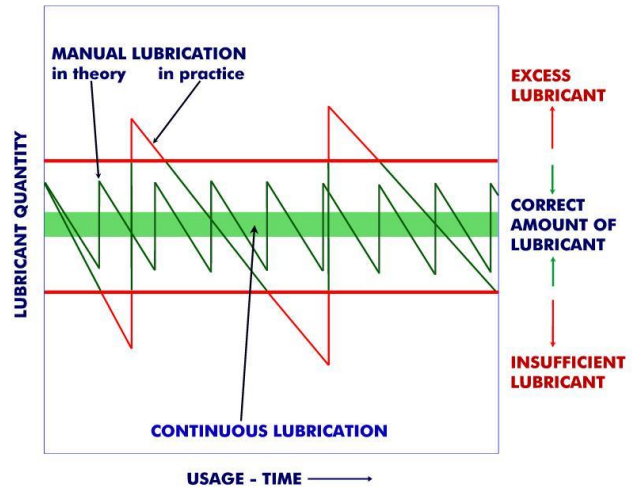 MANUAL LUBRICATION
in theory in practice
EXCESS
LUBRICANT
LUBRICANT QUANTITY
CORRECT
AMOUNT OF
LUBRICANT
INSUFFICIENT
LUBRICANT
CONTINUOUS LUBRICATION
USAGE - TIME